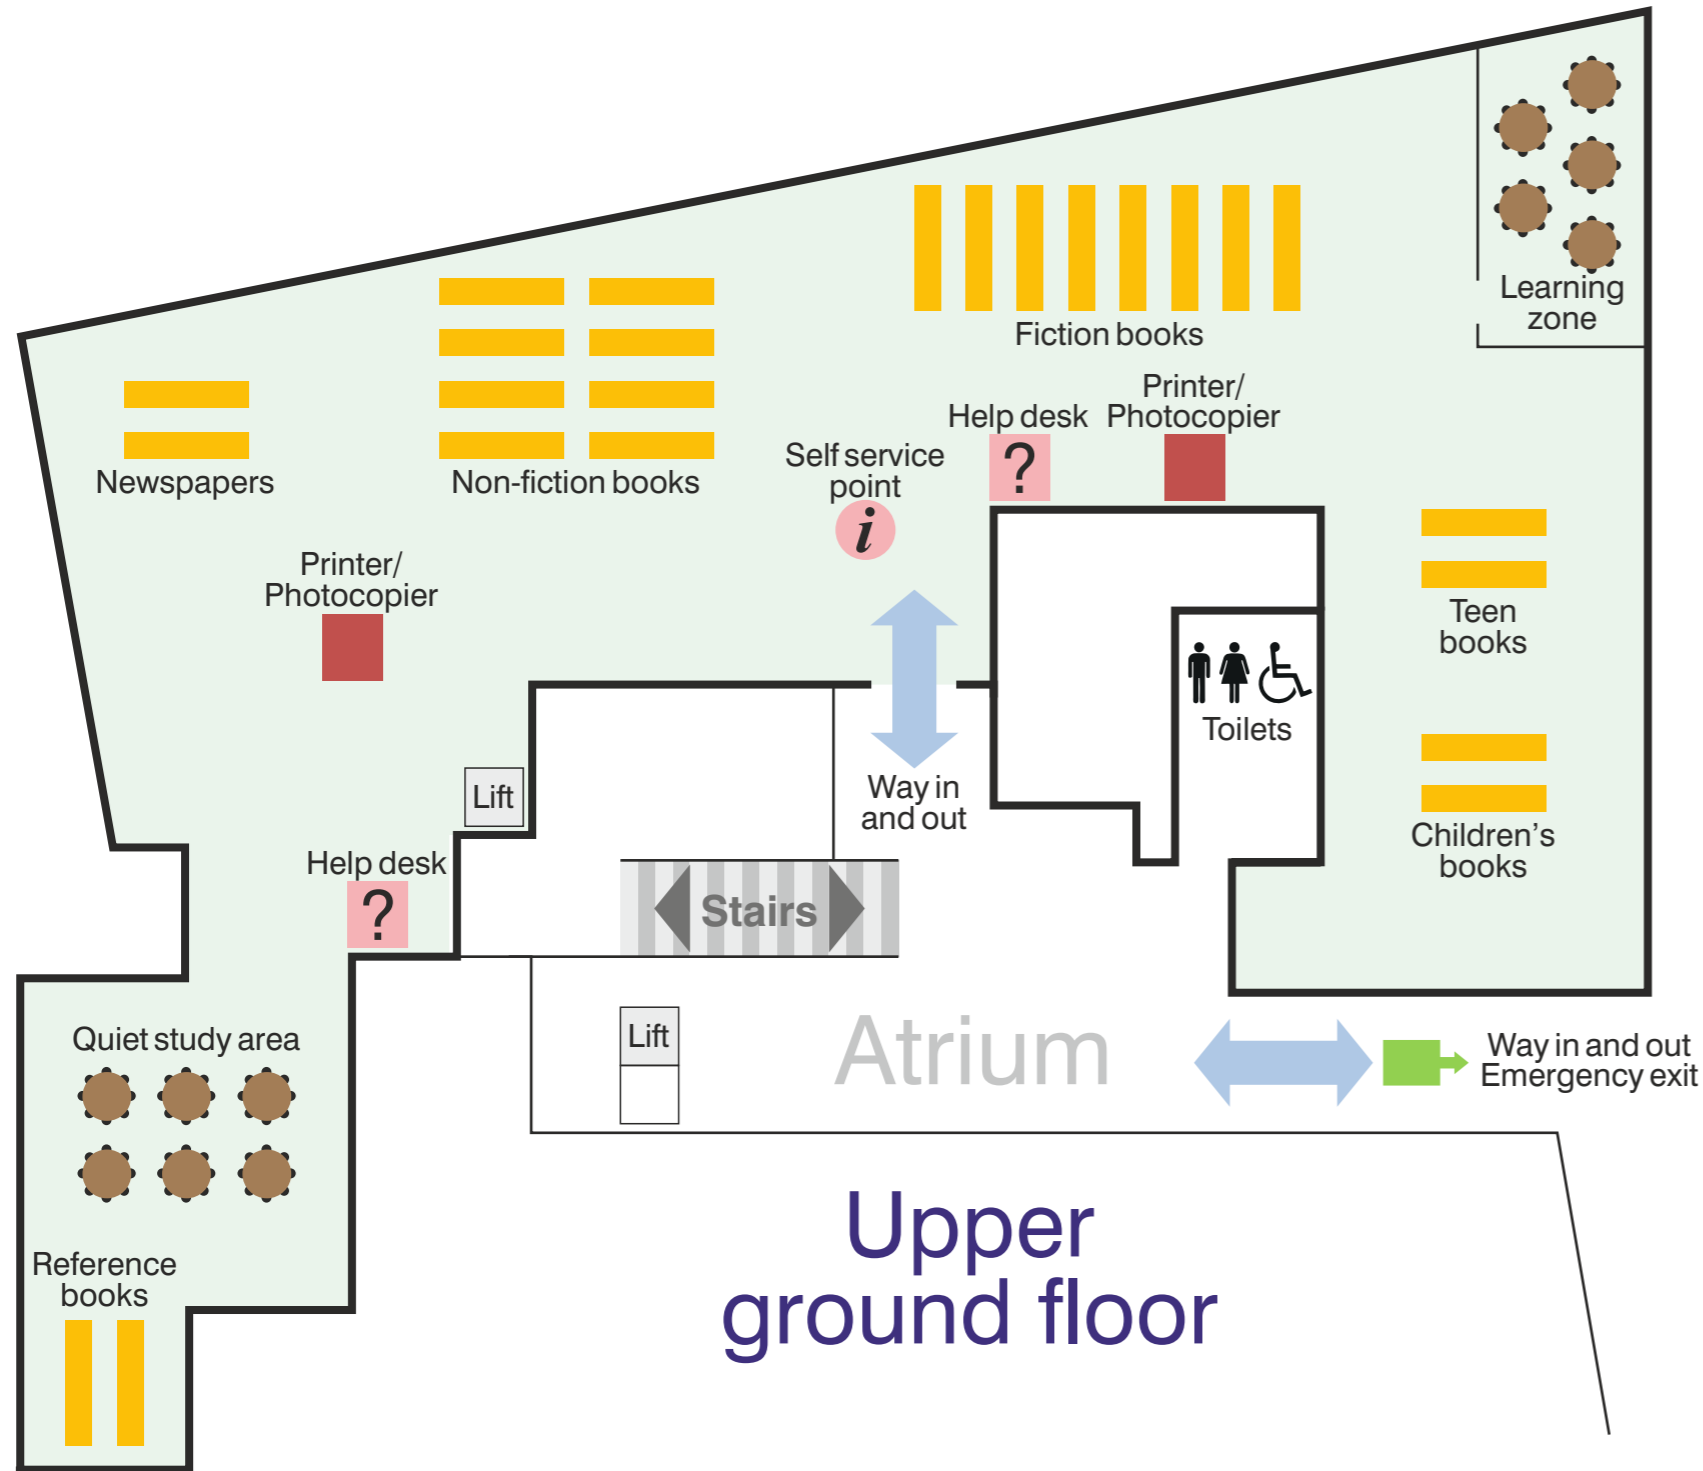 Learning
zone
Fiction books
Printer/
Photocopier
Help desk
?
Self service
point
i
Newspapers
Non-fiction books
Printer/
Photocopier
Teen
books
Toilets
Way in
and out
Lift
Children's
books
Help desk
?
Stairs
Quiet study area
Lift
Atrium
Way in and out
Emergency exit
Reference
books
Upper
ground floor